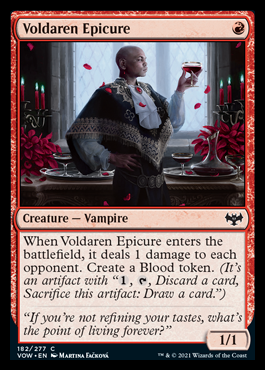 Voldaren Epicure
Creature — Vampire
When Voldaren Epicure enters the
battlefield, it deals 1 damage to each
opponent. Create a Blood token. (It's
an artifact with "1, Discard a card,
Sacrifice this artifact: Draw a card.")
"If you're not refining your tastes, what's
the point of living forever?"
1/1
182/277 C
VOW • EN Martina Fačková
™ & © 2021 Wizards of the Coast